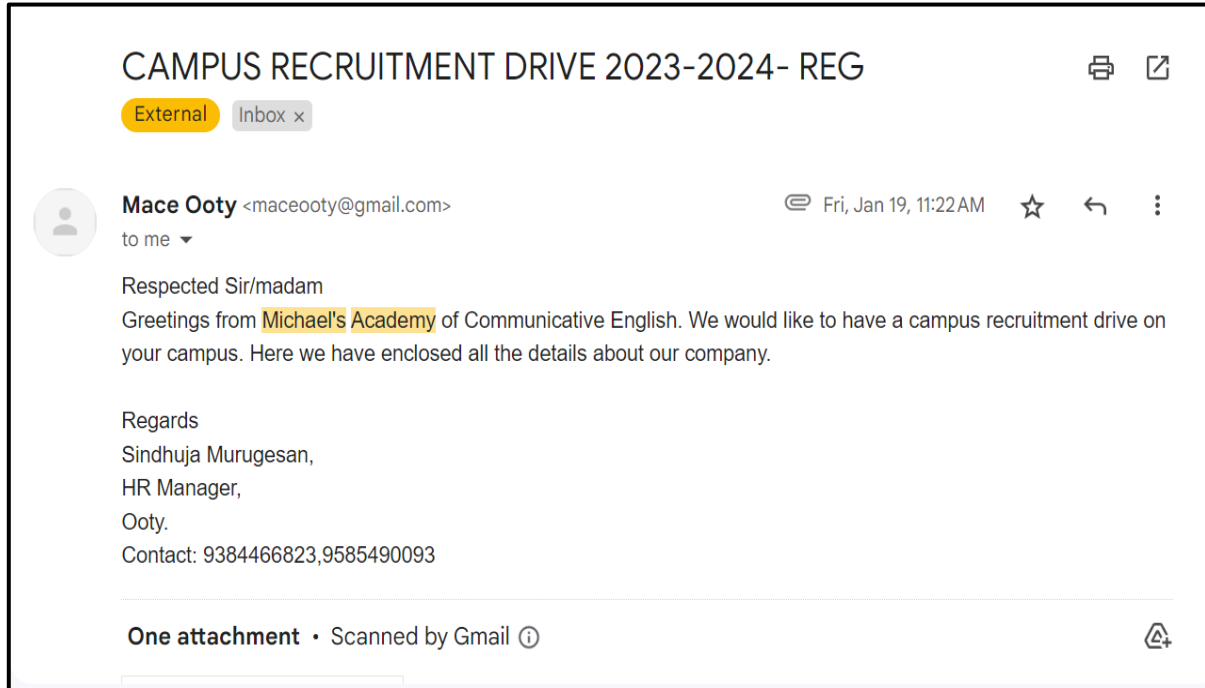 CAMPUS RECRUITMENT DRIVE 2023-2024- REG
External Inbox ×
Mace Ooty <maceooty@gmail.com> Fri, Jan 19, 11:22 AM
to me
Respected Sir/madam
Greetings from Michael's Academy of Communicative English. We would like to have a campus recruitment drive on
your campus. Here we have enclosed all the details about our company.
Regards
Sindhuja Murugesan,
HR Manager,
Ooty.
Contact: 9384466823,9585490093
One attachment • Scanned by Gmail